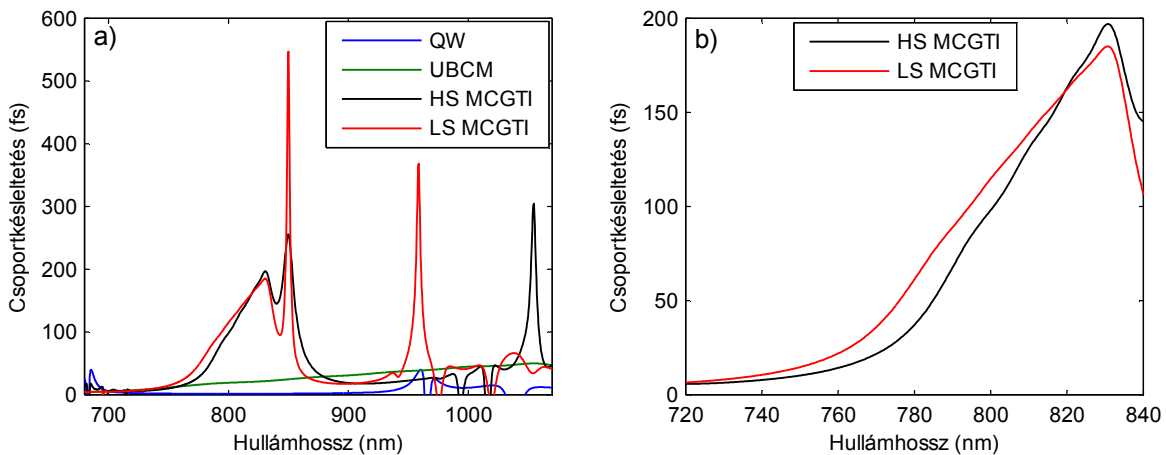 a)
QW
UBCM
HS MCGTI
LS MCGTI
600
500
400
300
200
100
0
700
800
900
1000
Csoportkésleltetés (fs)
Hullámhossz (nm)
b)
HS MCGTI
LS MCGTI
200
150
100
50
0
720
740
760
780
800
820
840
Csoportkésleltetés (fs)
Hullámhossz (nm)